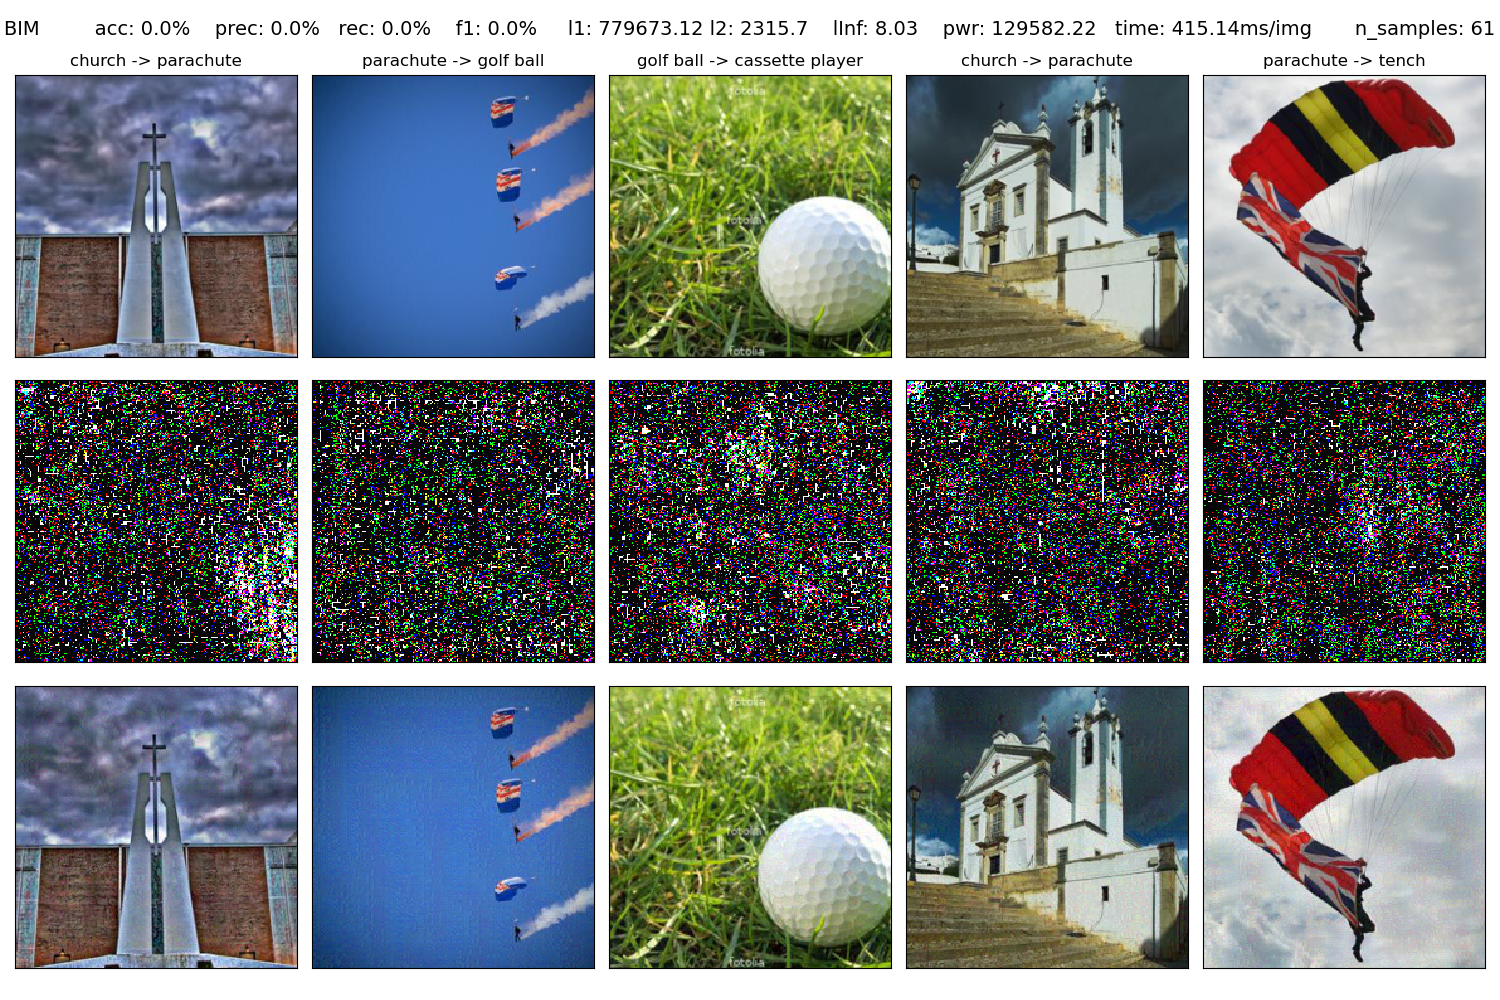 BIM acc: 0.0% prec: 0.0% rec: 0.0% f1: 0.0% l1: 779673.12 l2: 2315.7 lInf: 8.03 pwr: 129582.22 time: 415.14ms/img n_samples: 61
church -> parachute
parachute -> golf ball
golf ball -> cassette player
church -> parachute
parachute -> tench
fotolia
fotolia
fotolia
fotolia
fotolia
fotolia